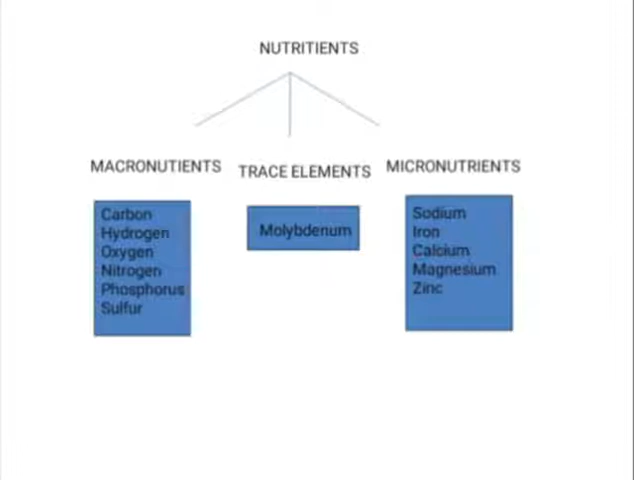 NUTRITIENTS
MACRONUTIENTS
TRACE ELEMENTS
MICRONUTRIENTS
Carbon
Hydrogen
Oxygen
Nitrogen
Phosphorus
Sulfur
Molybdenum
Sodium
Iron
Calcium
Magnesium
Zinc